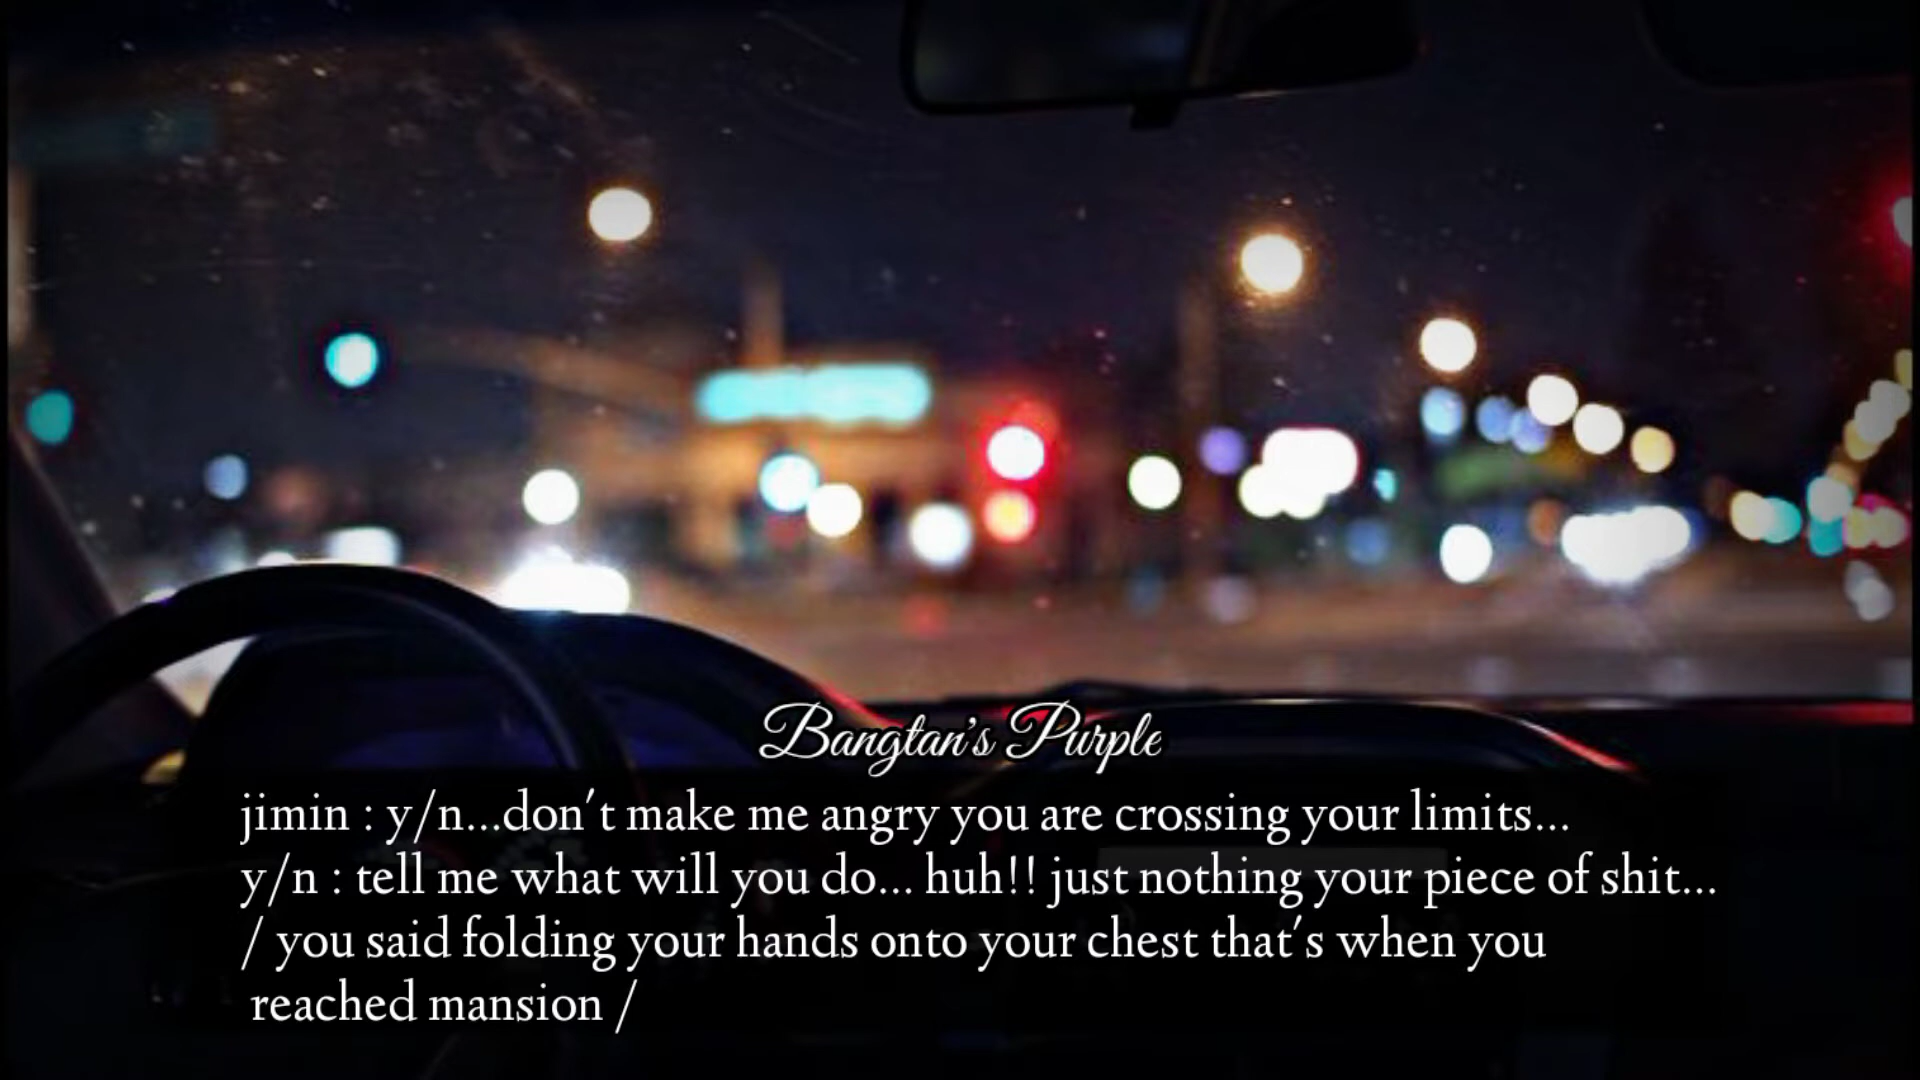 Bangtan's Purple
jimin : y/n...don't make me angry you are crossing your limits...
y/n : tell me what will you do... huh!! just nothing your piece of shit...
/ you said folding your hands onto your chest that's when you
reached mansion /